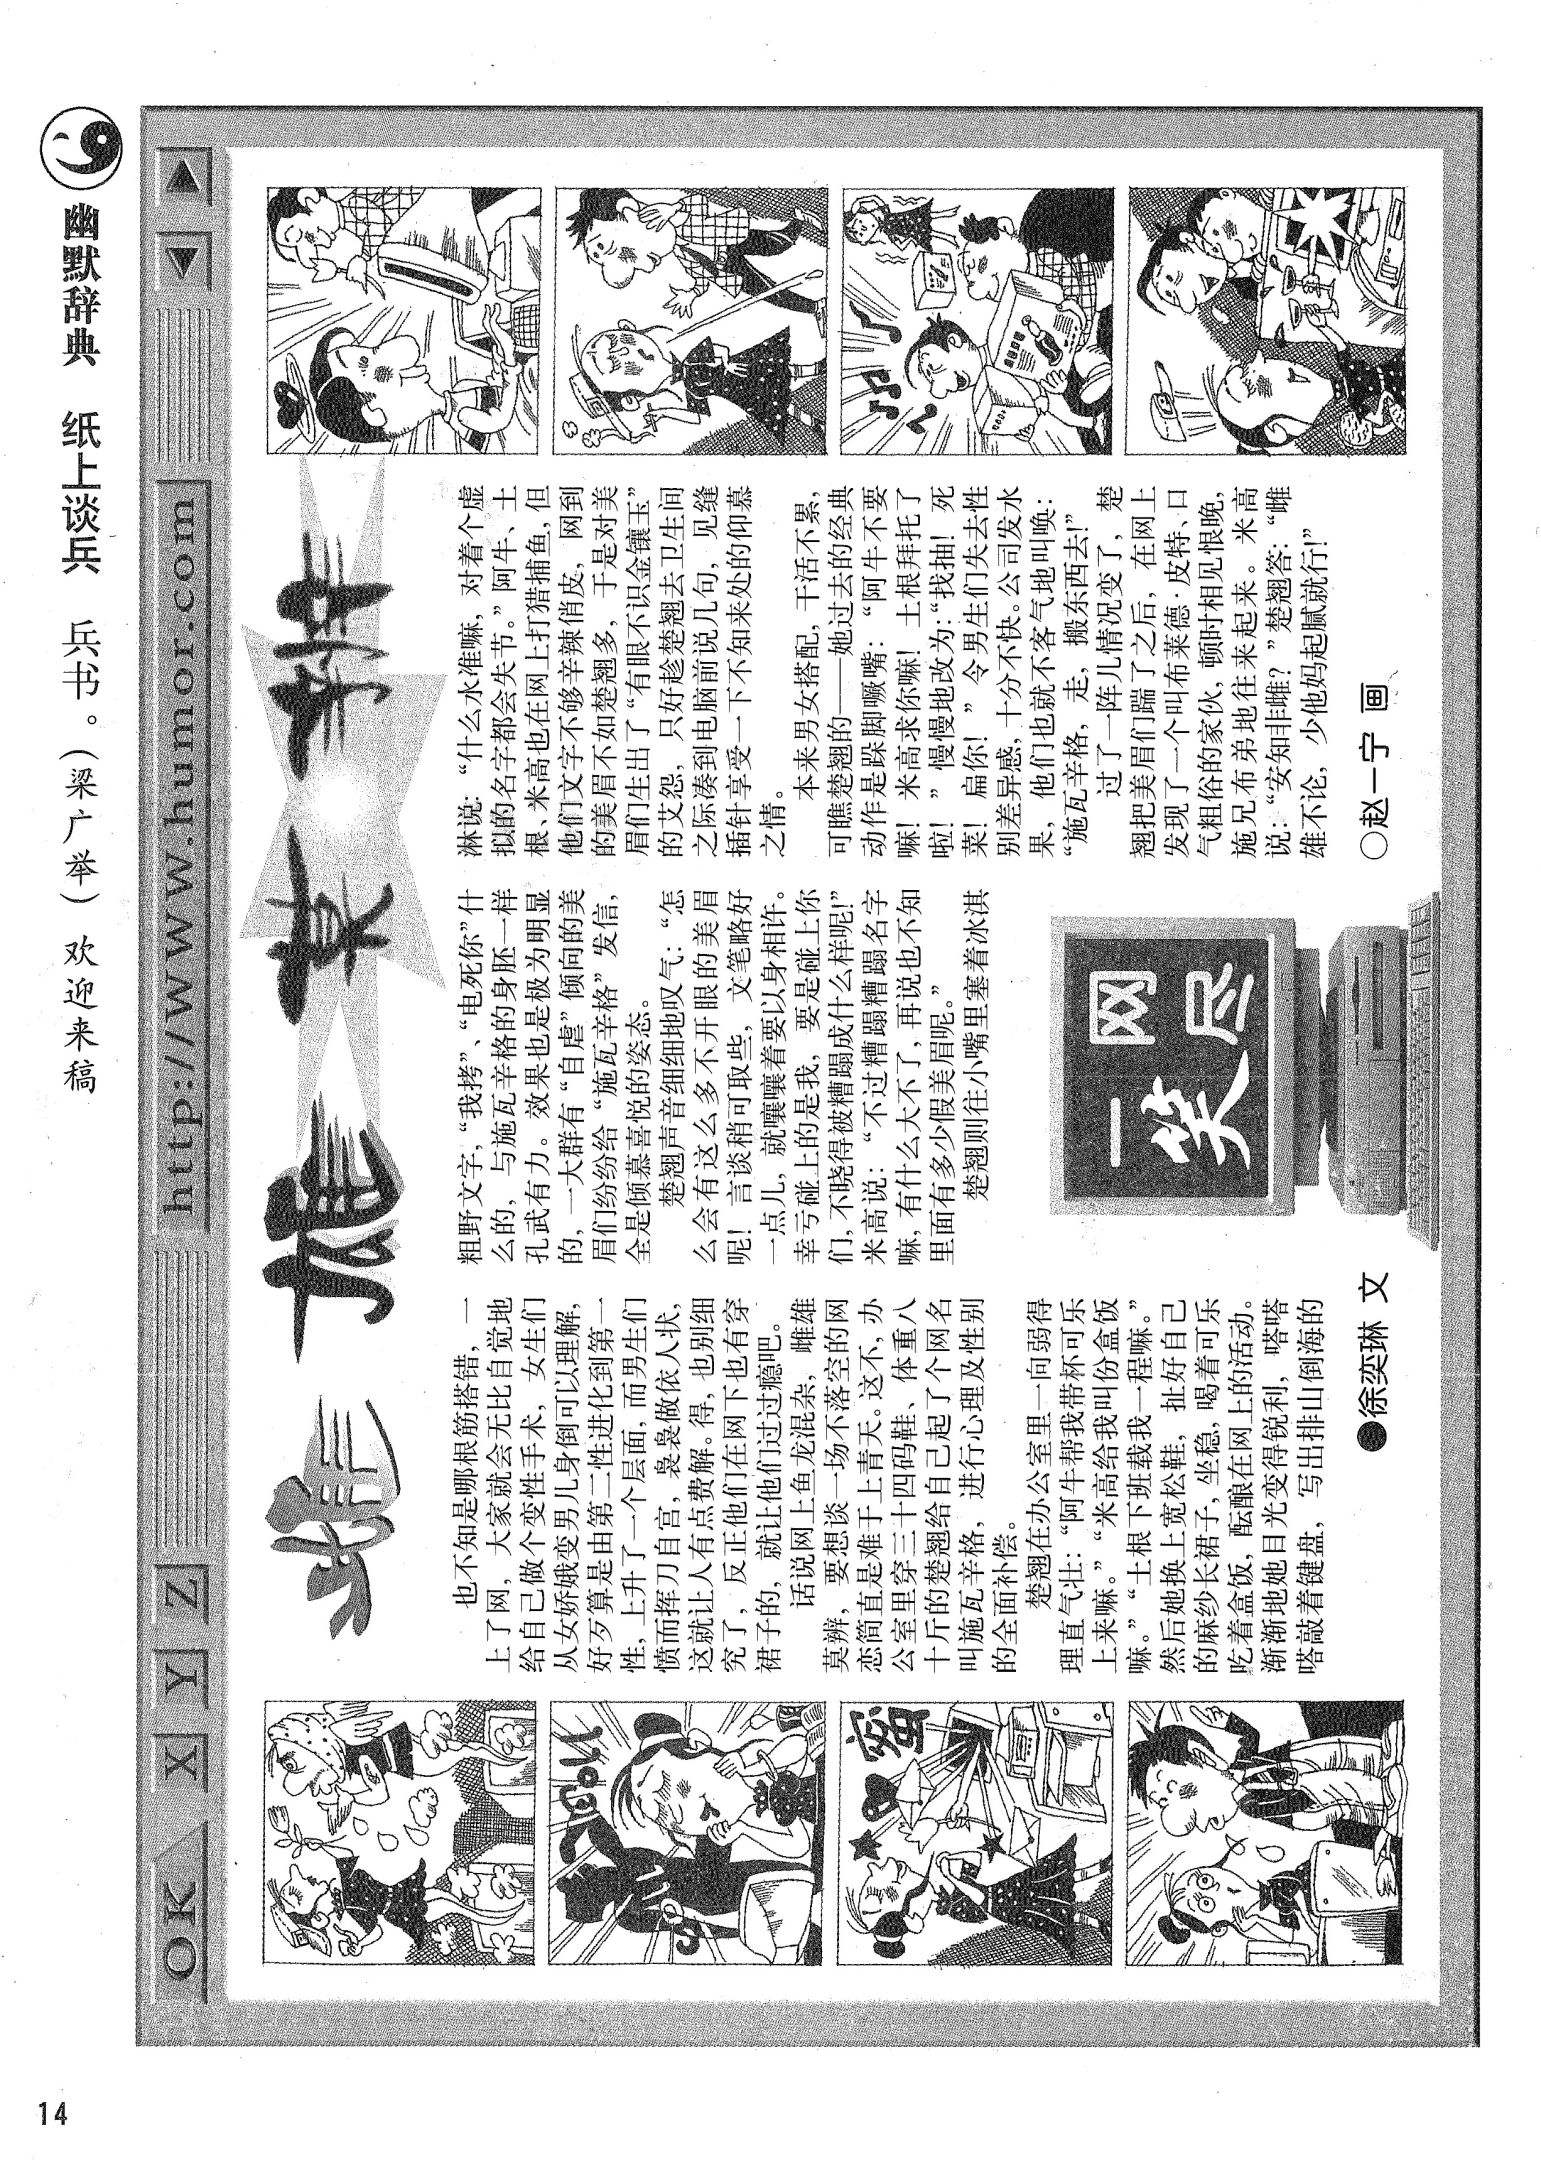 幽默辞典 纸上谈兵 兵书。(梁广举) 欢迎来稿
OK X Y Z http://www.humor.com
雌雄莫辩
也不知是哪根筋搭错，一
上了网，大家就会无比自觉地
给自己做个变性手术，女生们
从女娇娥变男儿身倒可以理解，
好歹算是由第二性进化到第一
性，上升了一个层面，而男生们
愤而挥刀自宫，袅袅做依人状，
这就让人有点费解。得，也别细
究了，反正他们在网下也有穿
裙子的，就让他们过过瘾吧。
话说网上鱼龙混杂，雌雄
莫辨，要想谈一场不落空的网
恋简直是难于上青天。这不，办
公室里穿三十四码鞋、体重八
十斤的楚翘给自己起了个网名
叫施瓦辛格，进行心理及性别
的全面补偿。
楚翘在办公室里一向弱得
理直气壮：“阿牛帮我带杯可乐
上来嘛。”“米高给我叫份盒饭
嘛。”“土根下班载我一程嘛。”
然后她换上宽松鞋，扯好自己
的麻纱长裙子，坐稳，喝着可乐
吃着盒饭，酝酿在网上的活动。
渐渐地她目光变得锐利，嗒嗒
嗒敲着键盘，写出排山倒海的
粗野文字，“我拷”、“电死你”什
么的，与施瓦辛格的身胚一样
孔武有力。效果也是极为明显
的，一大群有“自虐”倾向的美
眉们纷纷给“施瓦辛格”发信，
全是倾慕喜悦的姿态。
楚翘声音细细地叹气：“怎
么会有这么多不开眼的美眉
呢！言谈稍可取些，文笔略好
一点儿，就嚷嚷着要以身相许。
幸亏碰上的是我，要是碰上你
们，不晓得被糟蹋成什么样呢！”
米高说：“不过糟蹋糟蹋名字
嘛，有什么大不了，再说也不知
里面有多少假美眉呢。”
楚翘则往小嘴里塞着冰淇
淋说：“什么水准嘛，对着个虚
拟的名字都会失节。”阿牛、土
根、米高也在网上打猎捕鱼，但
他们文字不够辛辣俏皮，网到
的美眉不如楚翘多，于是对美
眉们生出了“有眼不识金镶玉”
的艾怨，只好趁楚翘去卫生间
之际凑到电脑前说几句，见缝
插针享受一下不知来处的仰慕
之情。
本来男女搭配，干活不累，
可瞧楚翘的——她过去的经典
动作是跺脚噘嘴：“阿牛不要
嘛！米高求你嘛！土根拜托了
啦！”慢慢地改为：“找抽！死
菜！扁你！”令男生们失去性
别差异感，十分不快。公司发水
果，他们也就不客气地叫唤：
“施瓦辛格，走，搬东西去！”
过了一阵儿情况变了，楚
翘把美眉们踹了之后，在网上
发现了一个叫布莱德·皮特、口
气粗俗的家伙，顿时相见恨晚，
施兄布弟地往来起来。米高
说：“安知非雌？”楚翘答：“雌
雄不论，少他妈起腻就行！”
●徐奕琳 文
○赵一宁 画
一网
笑尽
蜜
14